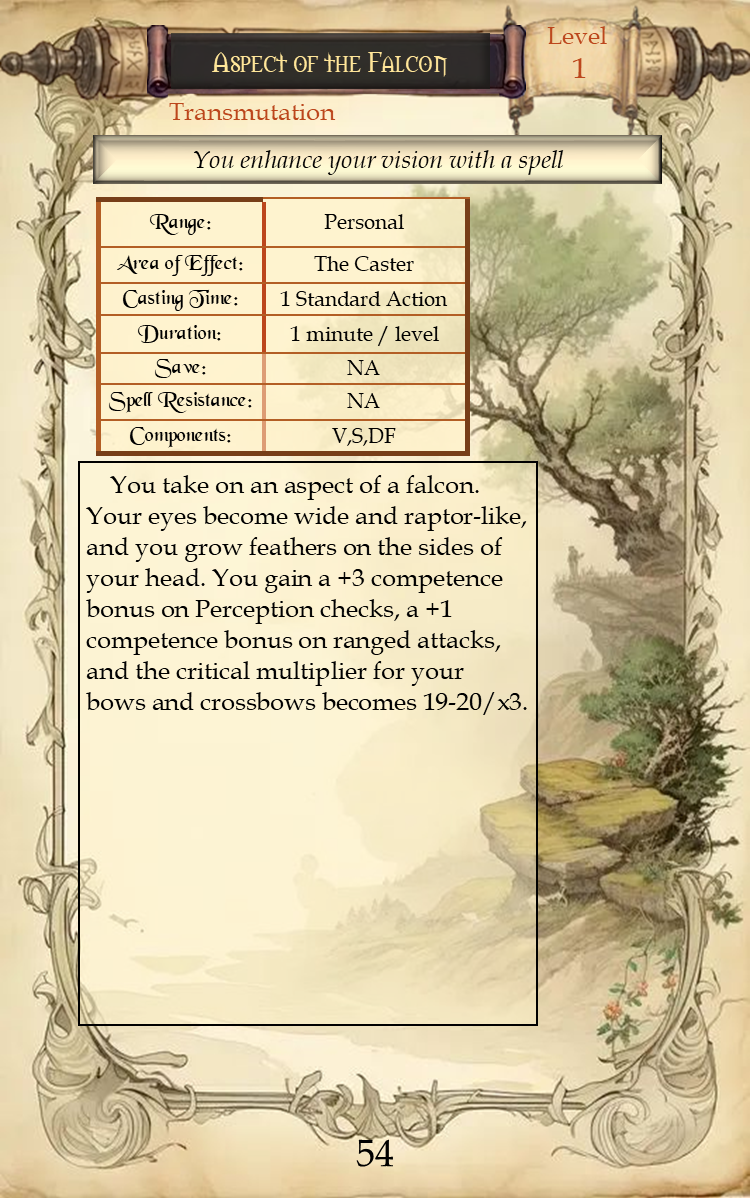 Aspect of the Falcon
Level
1
Transmutation
You enhance your vision with a spell
Range: Personal
Area of Effect: The Caster
Casting Time: 1 Standard Action
Duration: 1 minute / level
Save: NA
Spell Resistance: NA
Components: V,S,DF
You take on an aspect of a falcon.
Your eyes become wide and raptor-like,
and you grow feathers on the sides of
your head. You gain a +3 competence
bonus on Perception checks, a +1
competence bonus on ranged attacks,
and the critical multiplier for your
bows and crossbows becomes 19-20/x3.
54